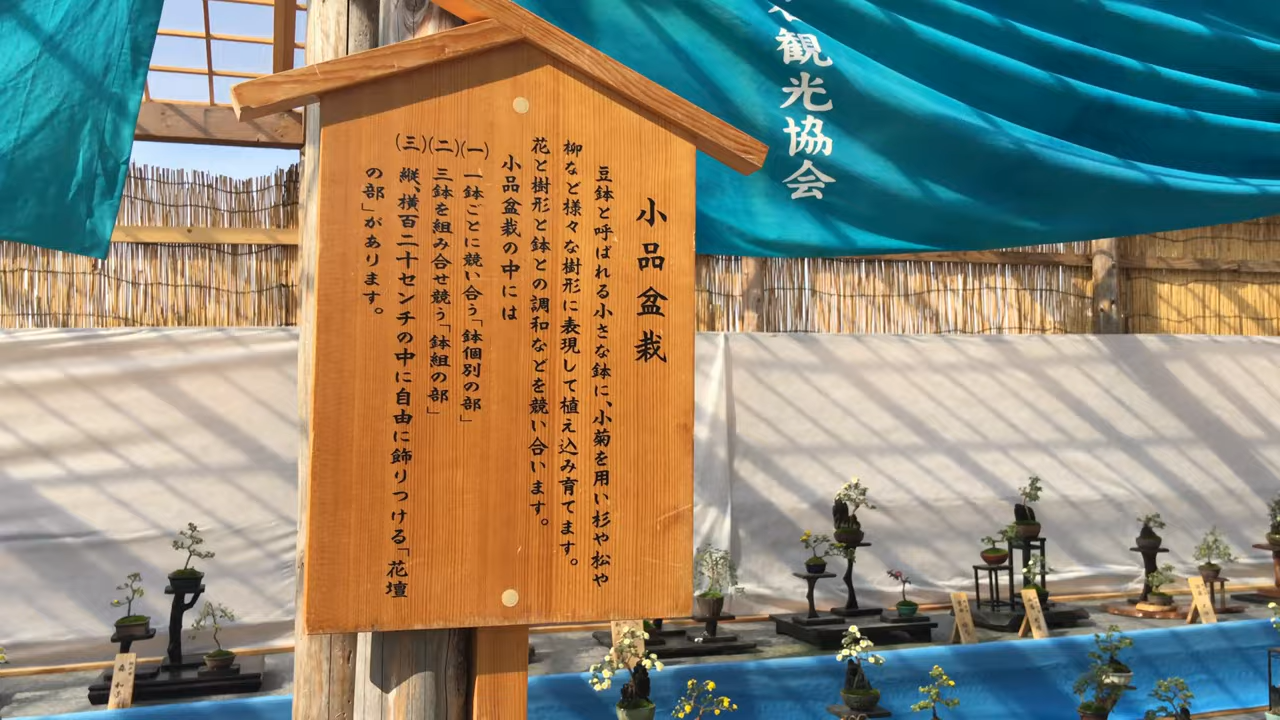 小品盆栽
豆鉢と呼ばれる小さな鉢に、小菊を用い杉や松や
柳など様々な樹形に表現して植え込み育てます。
花と樹形と鉢との調和などを競い合います。
小品盆栽の中には
(一) 一鉢ごとに競い合う「鉢個別の部」
(二) 三鉢を組み合せ競う「鉢組の部」
(三) 縦、横百二十センチの中に自由に飾りつける「花壇
の部」があります。
観光協会